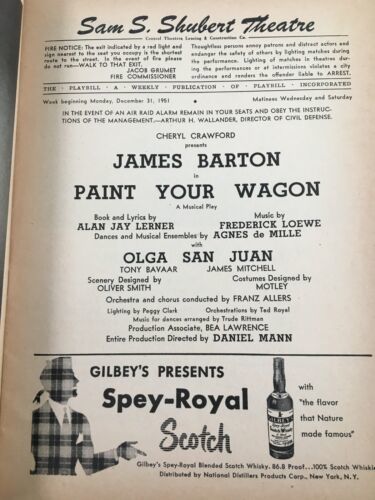 Sam S. Shubert Theatre
Central Theatres Leasing & Construction Co.
FIRE NOTICE: The exit indicated by a red light and
sign nearest to the seat you occupy is the shortest
route to the street. In the event of fire please
do not run—WALK TO THAT EXIT.
JACOB GRUMET
FIRE COMMISSIONER
Thoughtless persons annoy patrons and distract actors and
endanger the safety of others by lighting matches during
the performance. Lighting of matches in theatres dur-
ing the performances or at intermissions violates a city
ordinance and renders the offender liable to ARREST.
THE · PLAYBILL · A · WEEKLY · PUBLICATION · OF · PLAYBILL · INCORPORATED
Week beginning Monday, December 31, 1951 • Matinees Wednesday and Saturday
IN THE EVENT OF AN AIR RAID ALARM REMAIN IN YOUR SEATS AND OBEY THE INSTRUC-
TIONS OF THE MANAGEMENT.—ARTHUR H. WALLANDER, DIRECTOR OF CIVIL DEFENSE.
CHERYL CRAWFORD
presents
JAMES BARTON
in
PAINT YOUR WAGON
A Musical Play
Book and Lyrics by
ALAN JAY LERNER
Music by
FREDERICK LOEWE
Dances and Musical Ensembles by AGNES de MILLE
with
OLGA SAN JUAN
TONY BAVAAR JAMES MITCHELL
Scenery Designed by
OLIVER SMITH
Costumes Designed by
MOTLEY
Orchestra and chorus conducted by FRANZ ALLERS
Lighting by Peggy Clark Orchestrations by Ted Royal
Music for dances arranged by Trude Rittman
Production Associate, BEA LAWRENCE
Entire Production Directed by DANIEL MANN
GILBEY'S PRESENTS
Spey-Royal
Scotch
with
"the flavor
that Nature
made famous"
Gilbey's Spey-Royal Blended Scotch Whisky. 86.8 Proof...100% Scotch Whiskie
Distributed by National Distillers Products Corp., New York, N. Y.